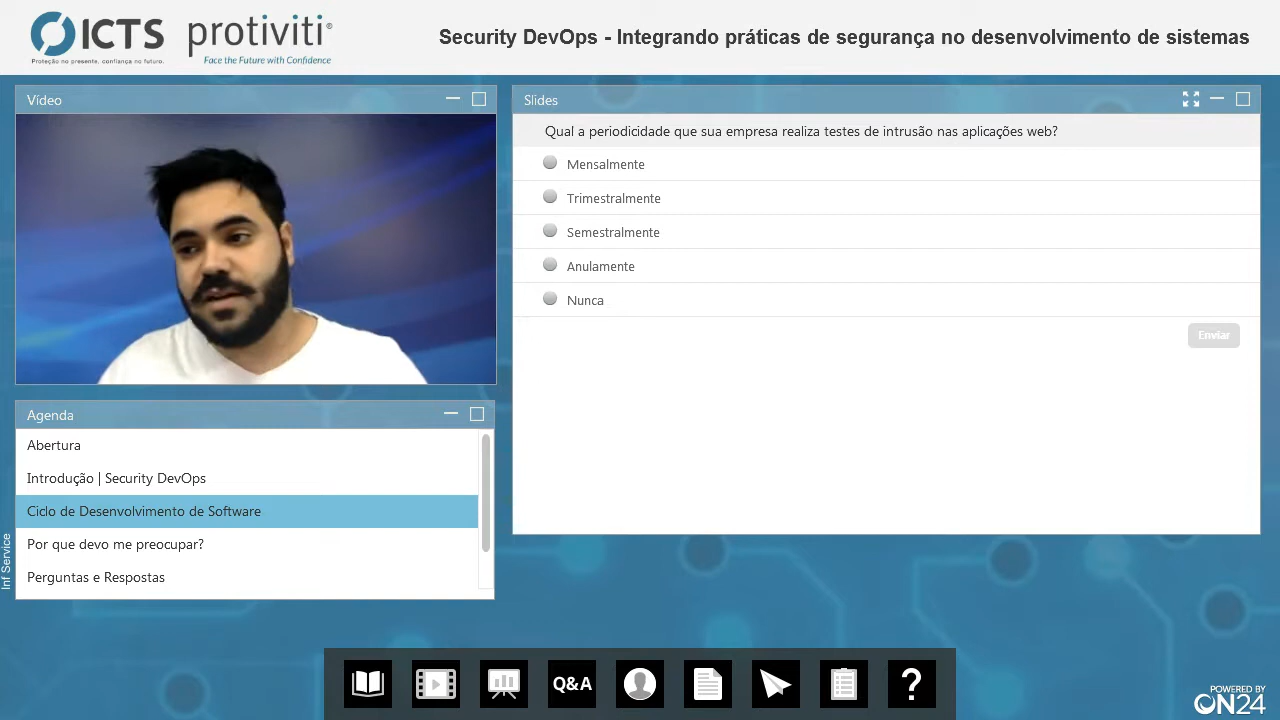 ICTS
Proteção no presente, confiança no futuro.
protiviti®
Face the Future with Confidence
Security DevOps - Integrando práticas de segurança no desenvolvimento de sistemas
Vídeo
Slides
Qual a periodicidade que sua empresa realiza testes de intrusão nas aplicações web?
Mensalmente
Trimestralmente
Semestralmente
Anulamente
Nunca
Enviar
Agenda
Abertura
Introdução | Security DevOps
Ciclo de Desenvolvimento de Software
Por que devo me preocupar?
Perguntas e Respostas
Inf Service
Q&A
?
POWERED BY
ON24